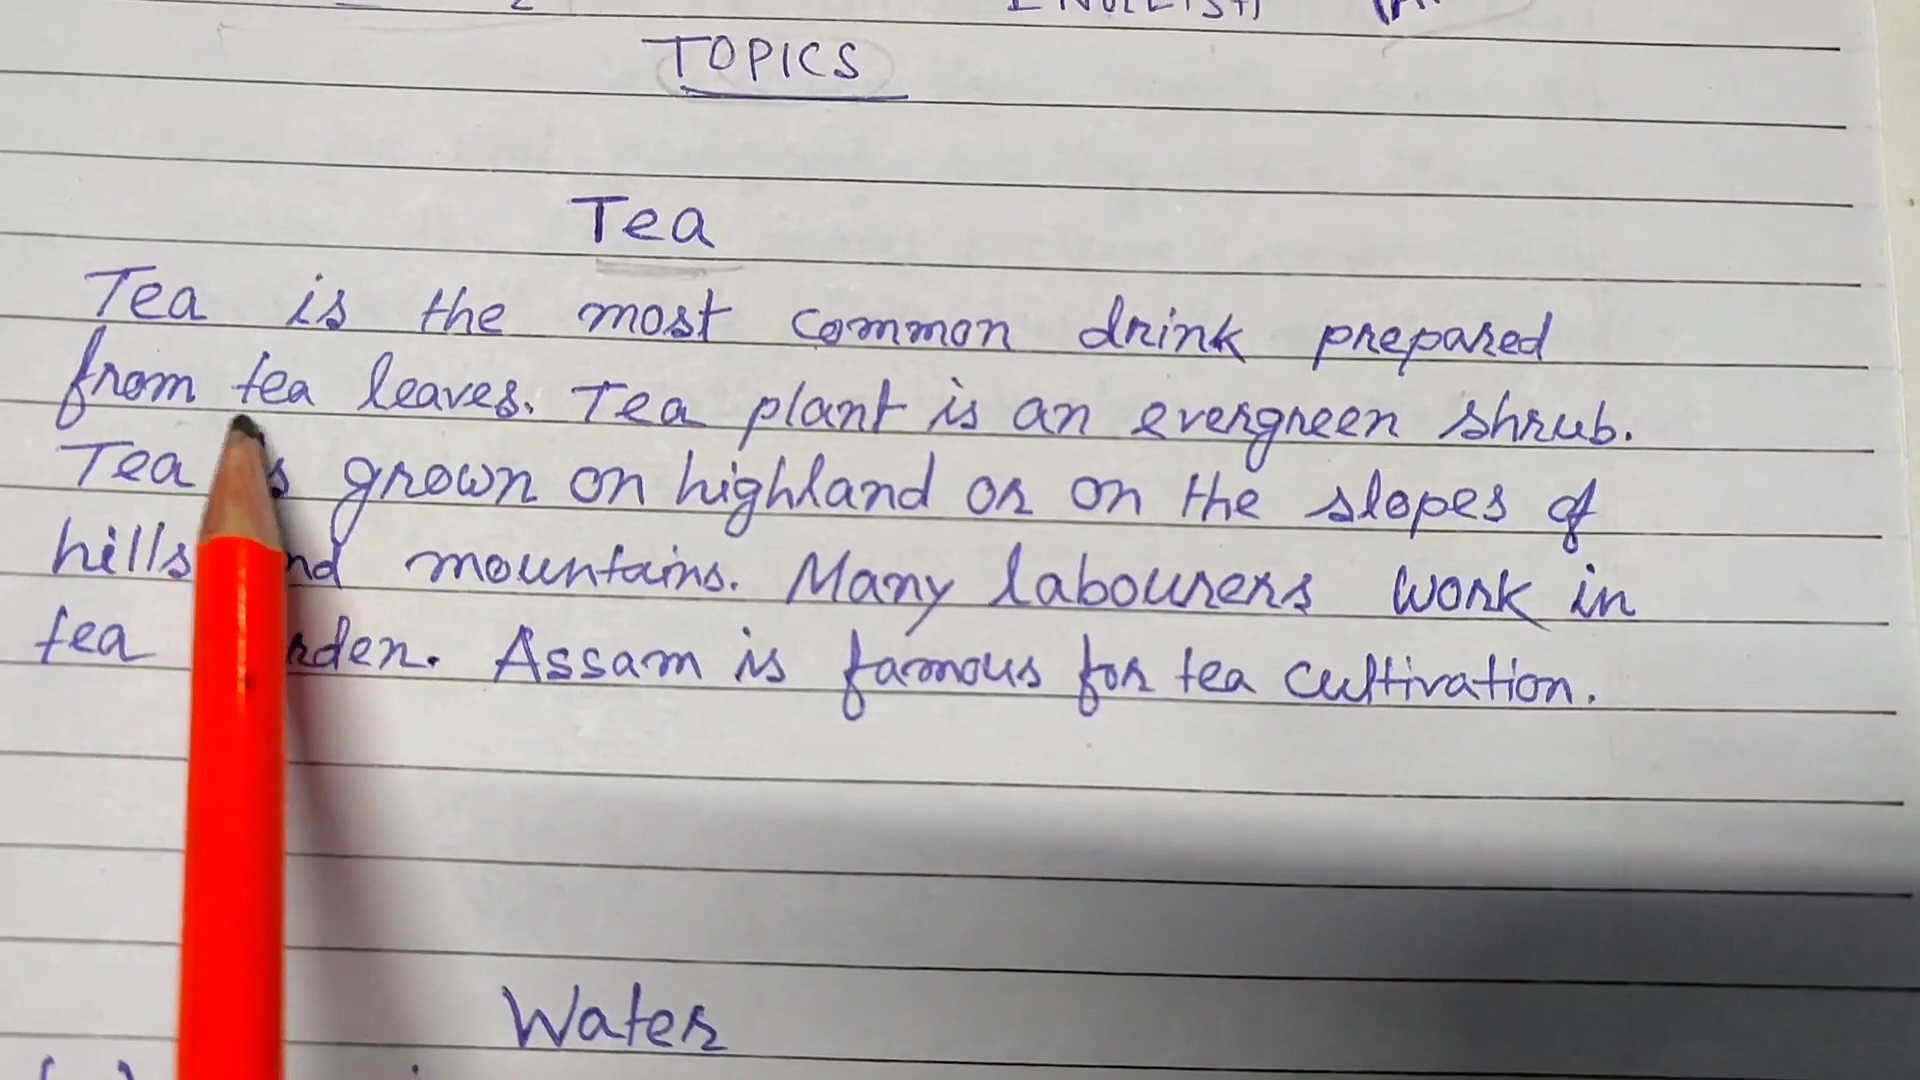 TOPICS
Tea
Tea is the most common drink prepared
from tea leaves. Tea plant is an evergreen shrub.
Tea grown on highland or on the slopes of
hills mountains. Many labourers work in
tea Assam is famous for tea cultivation.
Water